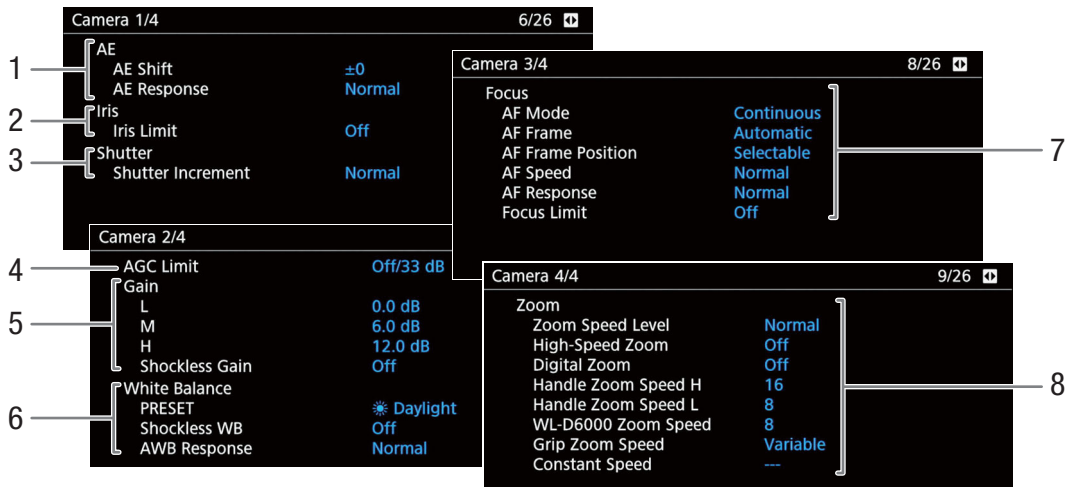 Camera 1/4 6/26
1
AE
AE Shift ±0
AE Response Normal
2
Iris
Iris Limit Off
3
Shutter
Shutter Increment Normal
Camera 2/4
4
AGC Limit Off/33 dB
5
Gain
L 0.0 dB
M 6.0 dB
H 12.0 dB
Shockless Gain Off
6
White Balance
PRESET Daylight
Shockless WB Off
AWB Response Normal
Camera 3/4 8/26
Focus
AF Mode Continuous
AF Frame Automatic
AF Frame Position Selectable
AF Speed Normal
AF Response Normal
Focus Limit Off
7
Camera 4/4 9/26
Zoom
Zoom Speed Level Normal
High-Speed Zoom Off
Digital Zoom Off
Handle Zoom Speed H 16
Handle Zoom Speed L 8
WL-D6000 Zoom Speed 8
Grip Zoom Speed Variable
Constant Speed ---
8